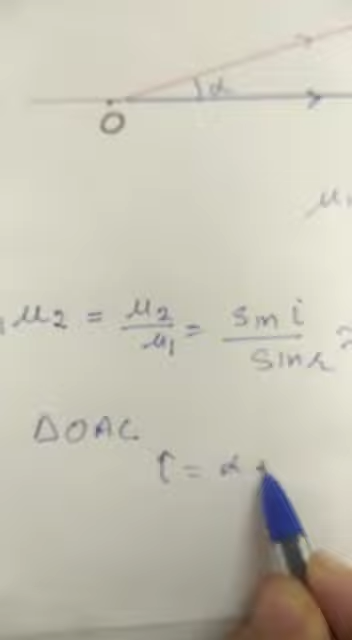 α
O
₁μ₂ = μ₂/μ₁ = sin i / sin r ≈
ΔOAC
i = α +